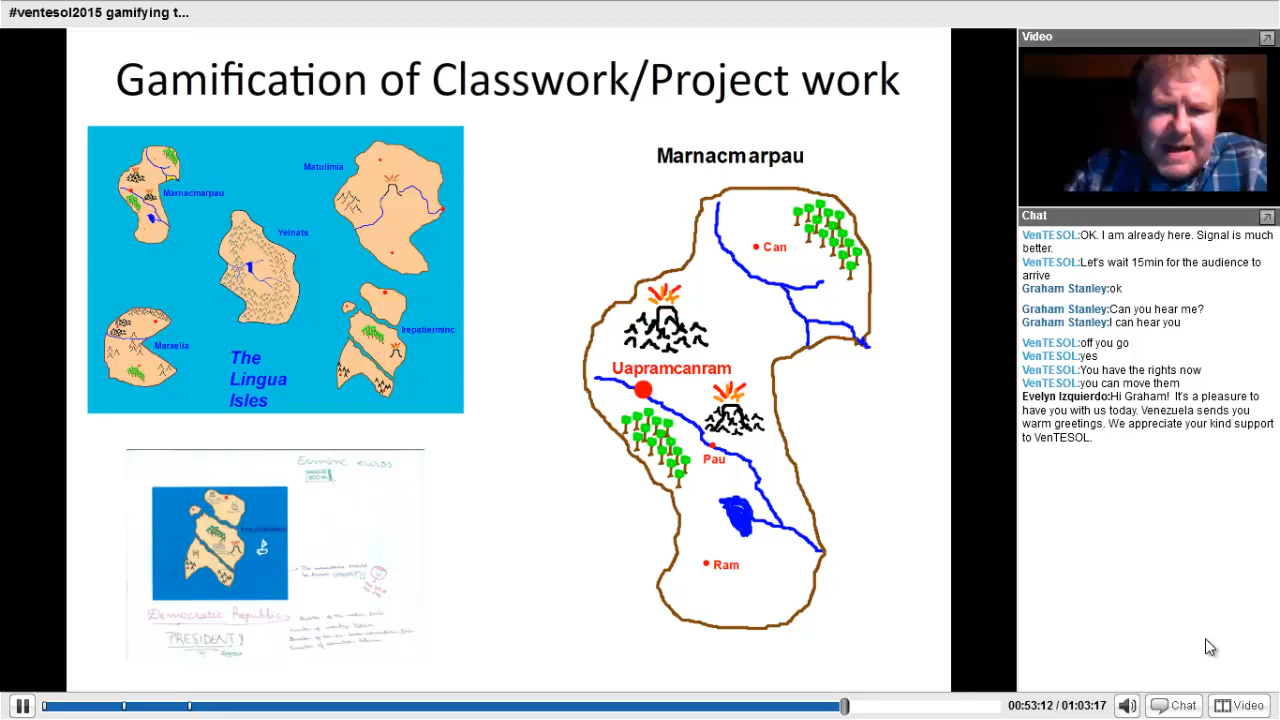 #ventesol2015 gamifying t...
Gamification of Classwork/Project work
Marnacmarpau
Matulimia
Yelnats
Marxelia
Irepatierminc
The
Lingua
Isles
euros
Democratic Republic
PRESIDENT
Marnacmarpau
Can
Uapramcanram
Pau
Ram
Video
Chat
VenTESOL:OK. I am already here. Signal is much
better.
VenTESOL:Let's wait 15min for the audience to
arrive
Graham Stanley:ok
Graham Stanley:Can you hear me?
Graham Stanley:I can hear you
VenTESOL:off you go
VenTESOL:yes
VenTESOL:You have the rights now
VenTESOL:you can move them
Evelyn Izquierdo:Hi Graham! It's a pleasure to
have you with us today. Venezuela sends you
warm greetings. We appreciate your kind support
to VenTESOL.
00:53:12 / 01:03:17
Chat
Video